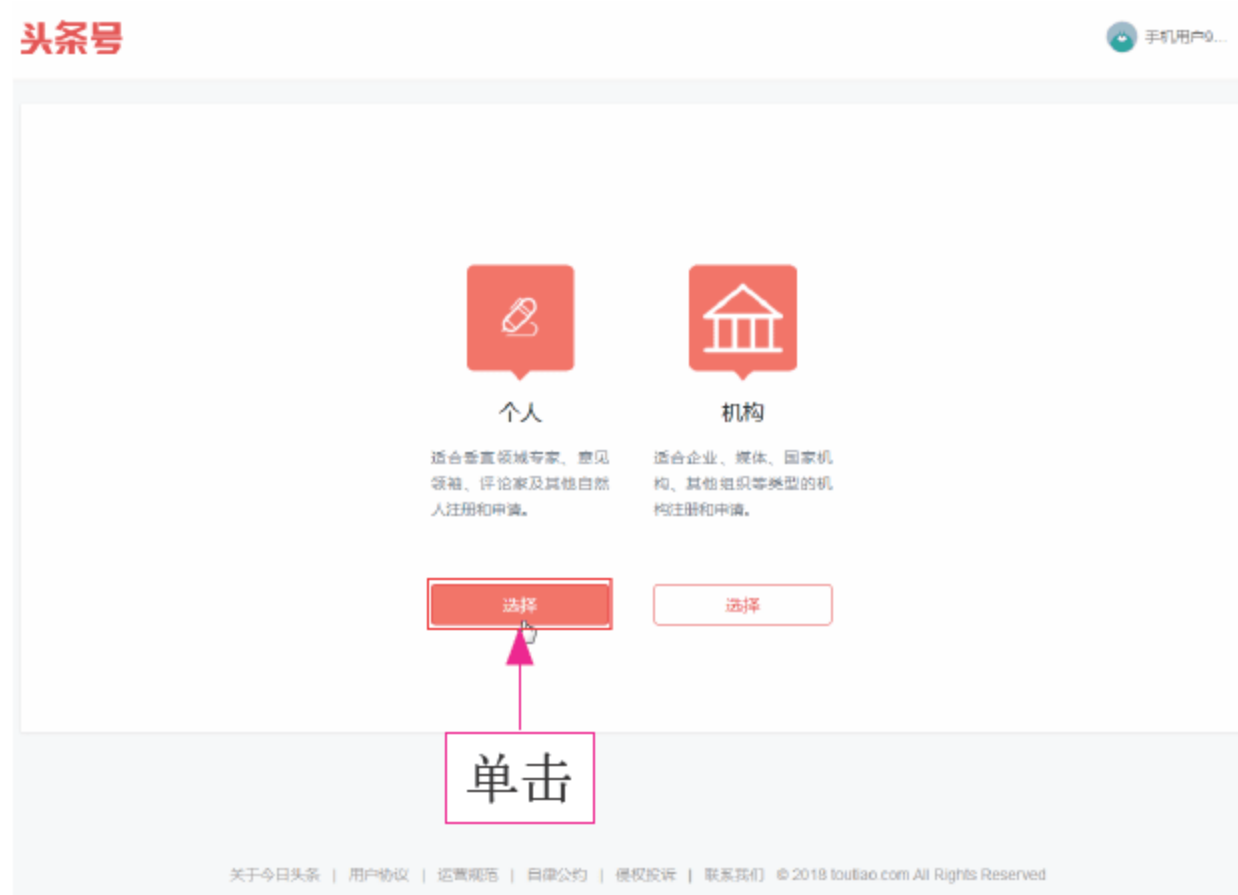 头条号
手机用户9...
个人
机构
适合垂直领域专家、意见
领袖、评论家及其他自然
人注册和申请。
适合企业、媒体、国家机
构、其他组织等类型的机
构注册和申请。
选择
选择
单击
关于今日头条 | 用户协议 | 运营规范 | 自律公约 | 侵权投诉 | 联系我们 © 2018 toutiao.com All Rights Reserved